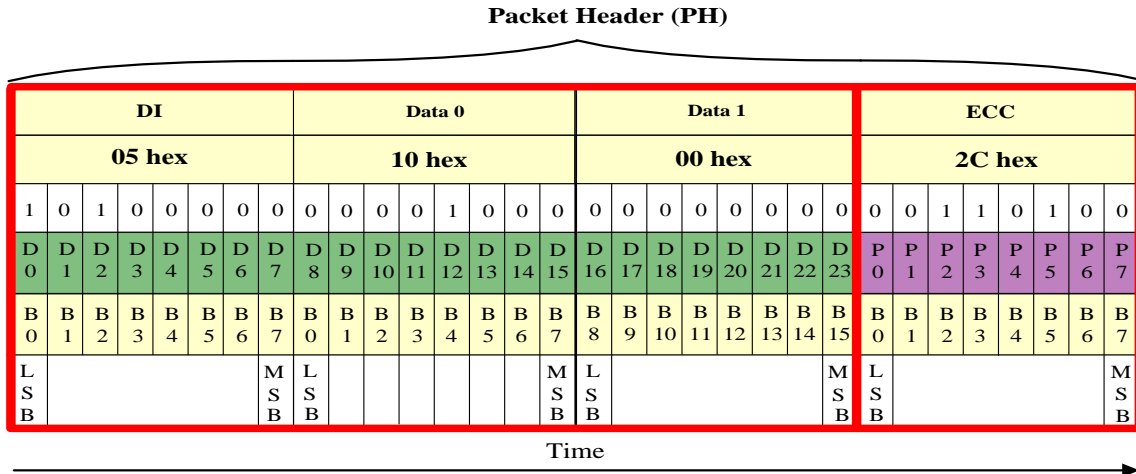 Packet Header (PH)
DI Data 0 Data 1 ECC
05 hex 10 hex 00 hex 2C hex
1 0 1 0 0 0 0 0 0 0 0 0 1 0 0 0 0 0 0 0 0 0 0 0 0 0 1 1 0 1 0 0
D0 D1 D2 D3 D4 D5 D6 D7 D8 D9 D10 D11 D12 D13 D14 D15 D16 D17 D18 D19 D20 D21 D22 D23 P0 P1 P2 P3 P4 P5 P6 P7
B0 B1 B2 B3 B4 B5 B6 B7 B0 B1 B2 B3 B4 B5 B6 B7 B8 B9 B10 B11 B12 B13 B14 B15 B0 B1 B2 B3 B4 B5 B6 B7
LSB MSB LSB MSB LSB MSB LSB MSB
Time